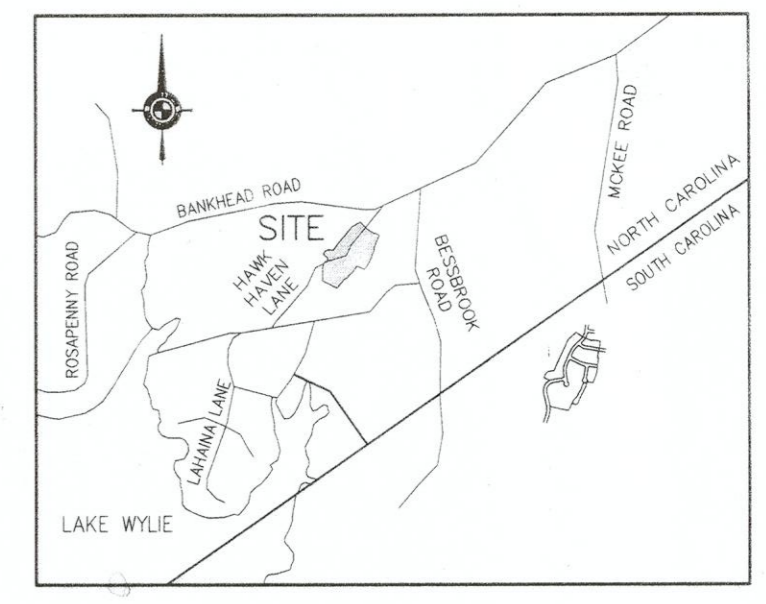 MCKEE ROAD
NORTH CAROLINA
SOUTH CAROLINA
BANKHEAD ROAD
SITE
HAWK
HAVEN
LANE
BESSBROOK
ROAD
ROSAPENNY ROAD
LAHAINA LANE
LAKE WYLIE